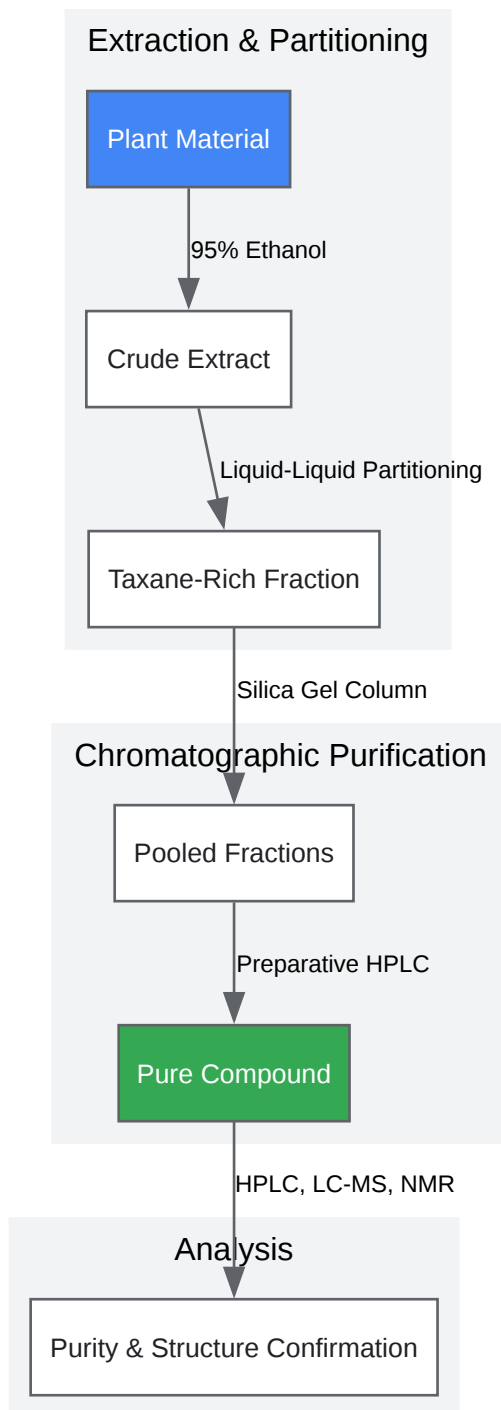 Extraction & Partitioning
Plant Material
95% Ethanol
Crude Extract
Liquid-Liquid Partitioning
Taxane-Rich Fraction
Silica Gel Column
Chromatographic Purification
Pooled Fractions
Preparative HPLC
Pure Compound
HPLC, LC-MS, NMR
Analysis
Purity & Structure Confirmation